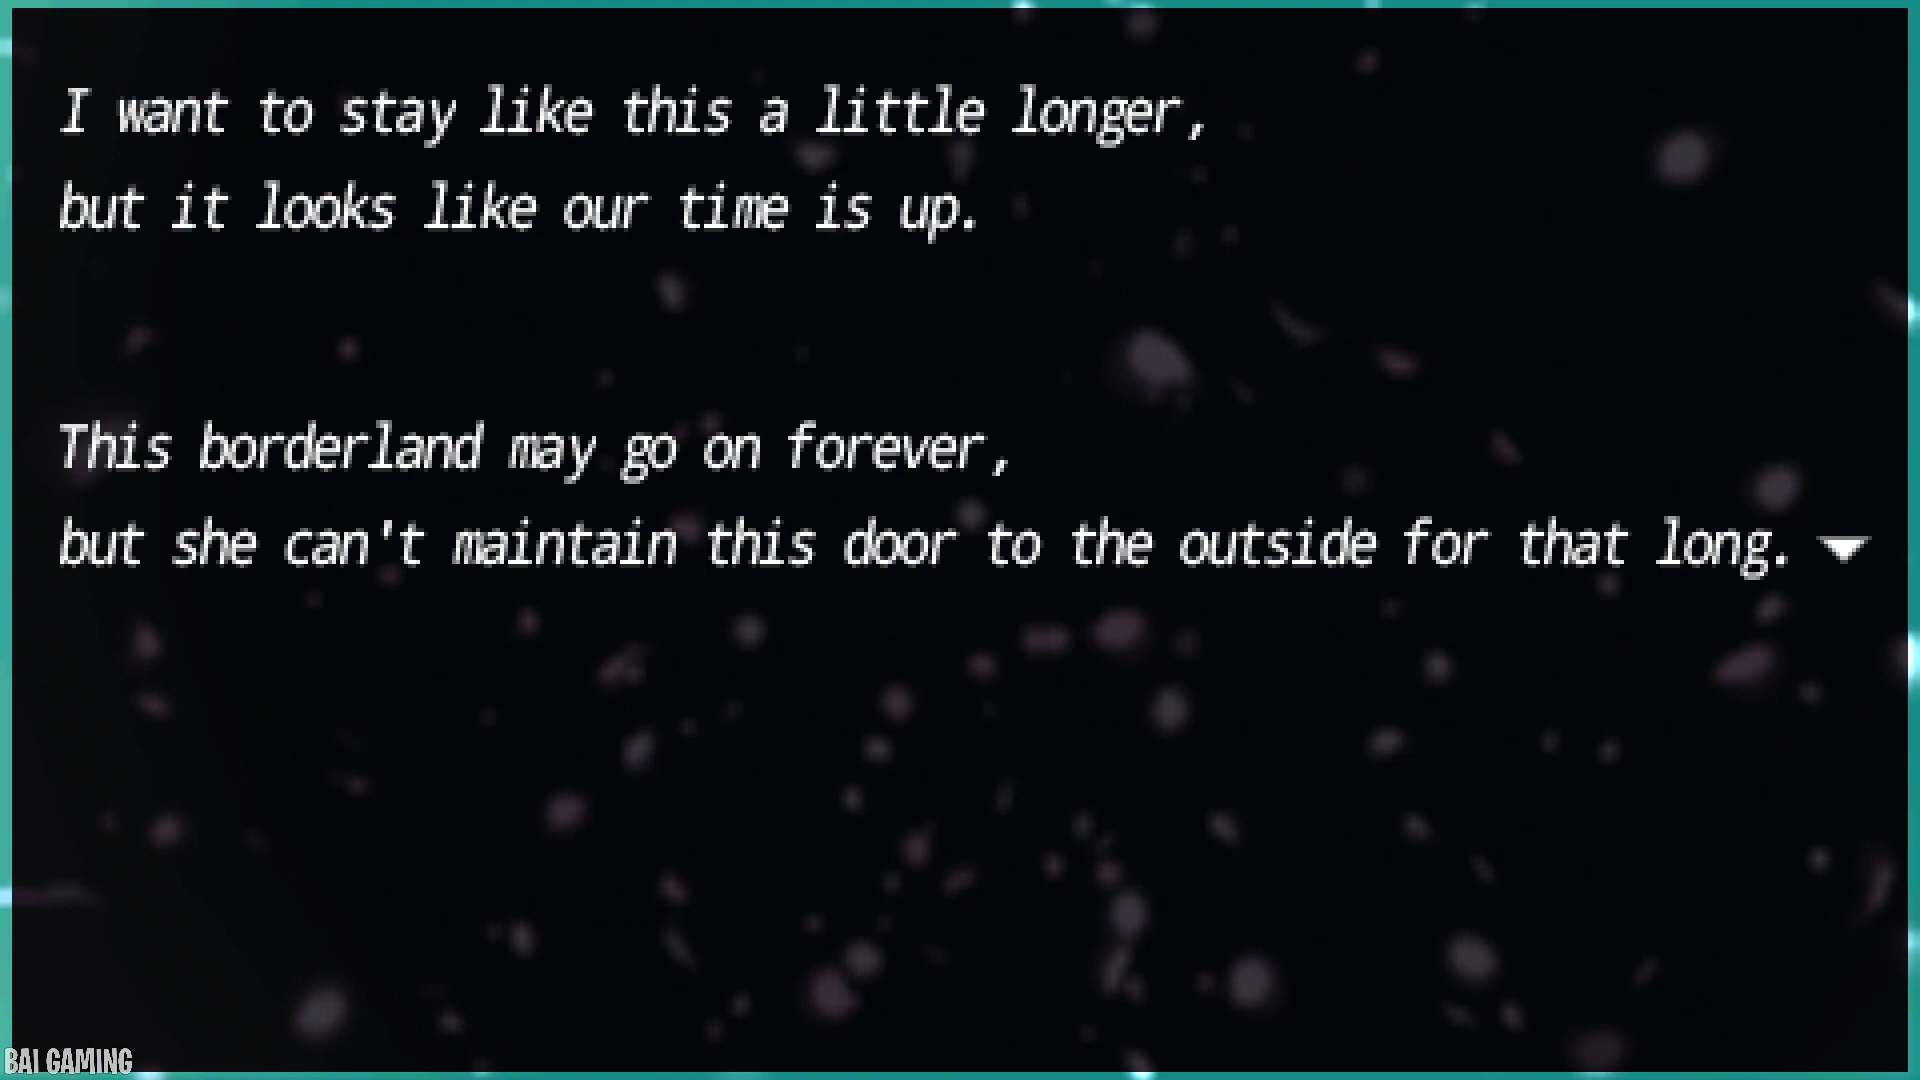 I want to stay like this a little longer,
but it looks like our time is up.
This borderland may go on forever,
but she can't maintain this door to the outside for that long.
BAI GAMING